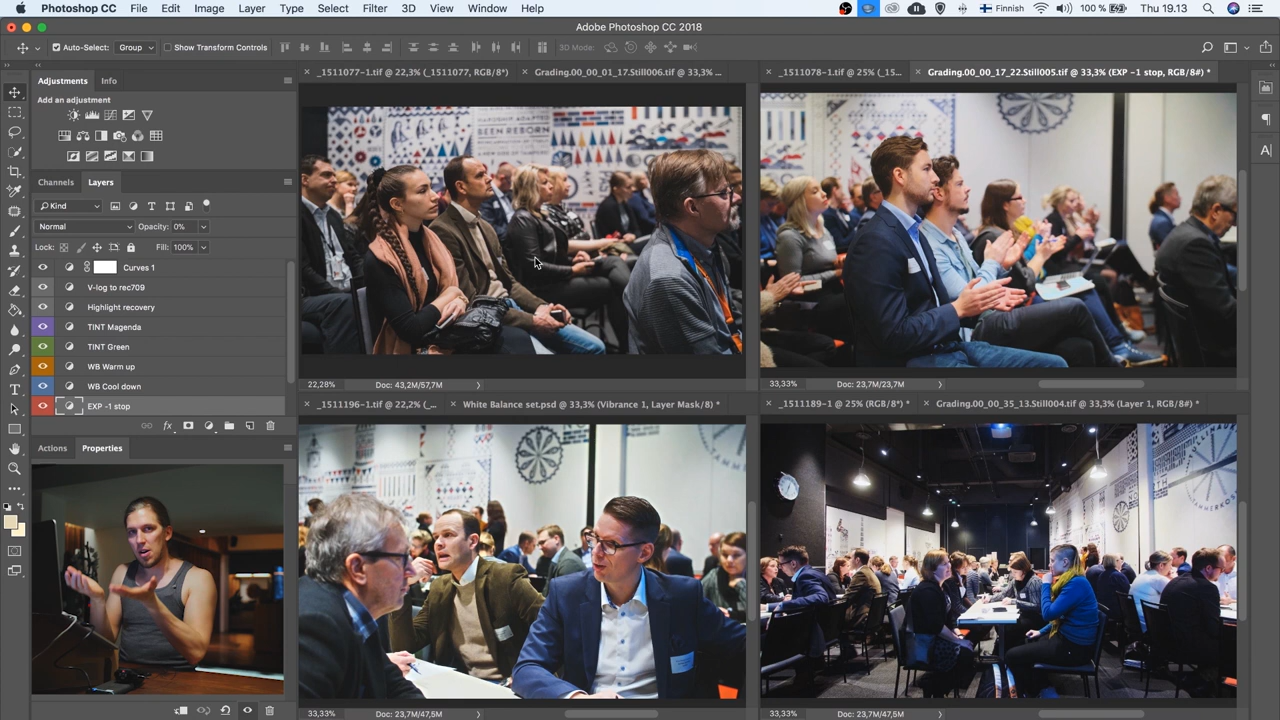 Photoshop CC File Edit Image Layer Type Select Filter 3D View Window Help Finnish 100 % Thu 19.13
Adobe Photoshop CC 2018
Auto-Select: Group Show Transform Controls 3D Mode:
Adjustments Info
Add an adjustment
Channels Layers
Kind
Normal Opacity: 0%
Lock: Fill: 100%
Curves 1
V-log to rec709
Highlight recovery
TINT Magenda
TINT Green
WB Warm up
WB Cool down
EXP -1 stop
Actions Properties
× _1511077-1.tif @ 22,3% (_1511077, RGB/8*) × Grading.00_00_01_17.Still006.tif @ 33,3% ...
HARDSHIP, ADAPTED
BEEN REBORN
22,28% Doc: 43,2M/57,7M
× _1511078-1.tif @ 25% (_15... × Grading.00_00_17_22.Still005.tif @ 33,3% (EXP -1 stop, RGB/8#) *
33,33% Doc: 23,7M/23,7M
× _1511196-1.tif @ 22,2% (_... × White Balance set.psd @ 33,3% (Vibrance 1, Layer Mask/8) *
33,33% Doc: 23,7M/47,5M
× _1511189-1 @ 25% (RGB/8*) * × Grading.00_00_35_13.Still004.tif @ 33,3% (Layer 1, RGB/8#) *
33,33% Doc: 23,7M/47,5M